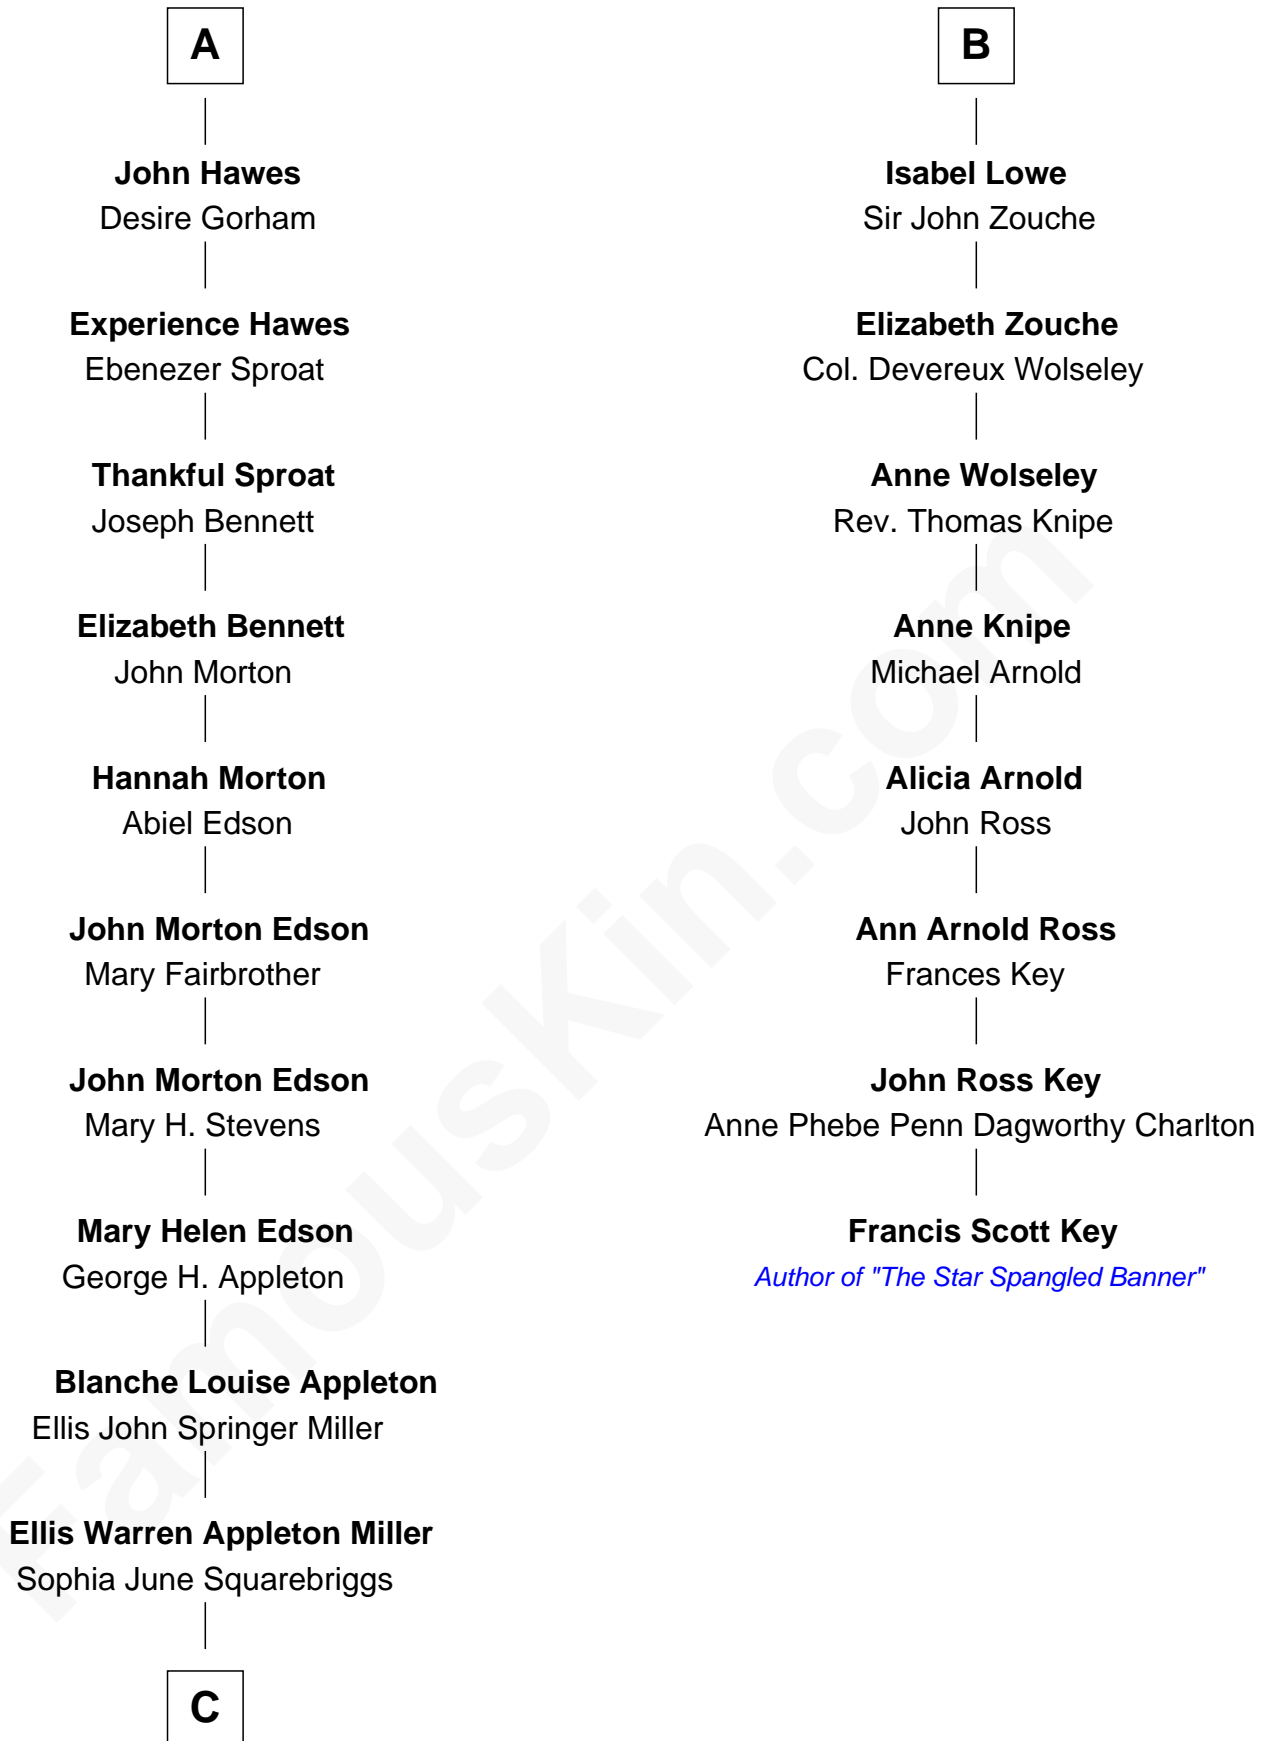 A
John Hawes
Desire Gorham
Experience Hawes
Ebenezer Sproat
Thankful Sproat
Joseph Bennett
Elizabeth Bennett
John Morton
Hannah Morton
Abiel Edson
John Morton Edson
Mary Fairbrother
John Morton Edson
Mary H. Stevens
Mary Helen Edson
George H. Appleton
Blanche Louise Appleton
Ellis John Springer Miller
Ellis Warren Appleton Miller
Sophia June Squarebriggs
C
B
Isabel Lowe
Sir John Zouche
Elizabeth Zouche
Col. Devereux Wolseley
Anne Wolseley
Rev. Thomas Knipe
Anne Knipe
Michael Arnold
Alicia Arnold
John Ross
Ann Arnold Ross
Frances Key
John Ross Key
Anne Phebe Penn Dagworthy Charlton
Francis Scott Key
Author of "The Star Spangled Banner"
FamousKin.com